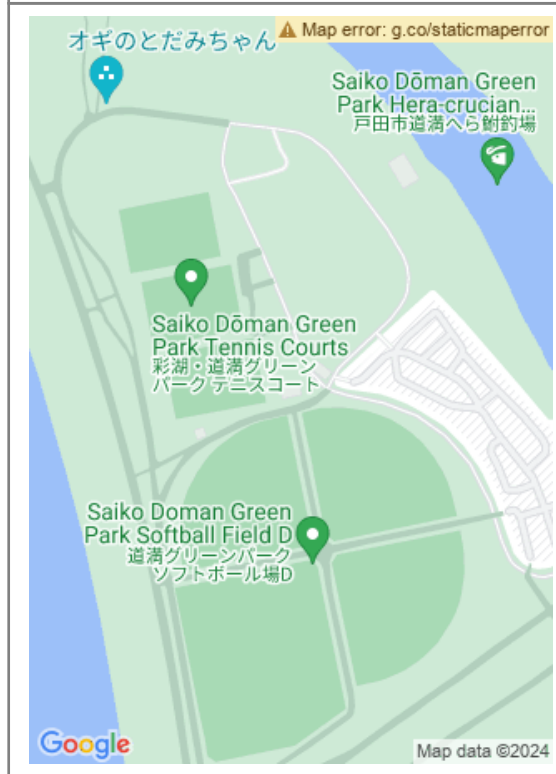 ⚠ Map error: g.co/staticmaperror
オギのとだみちゃん
Saiko Dōman Green
Park Hera-crucian...
戸田市道満へら鮒釣場
Saiko Dōman Green
Park Tennis Courts
彩湖・道満グリーン
パーク テニスコート
Saiko Doman Green
Park Softball Field D
道満グリーンパーク
ソフトボール場D
Google
Map data ©2024